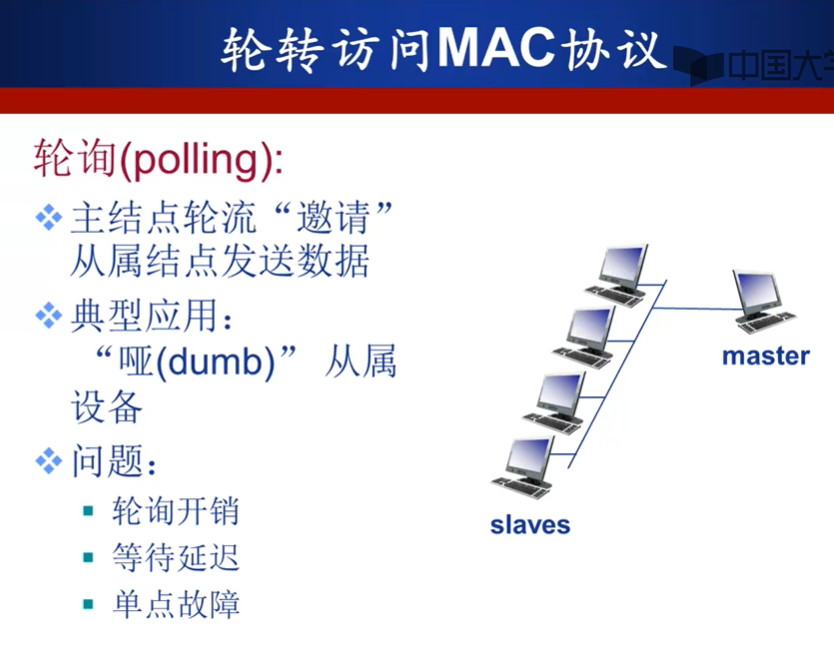 轮转访问MAC协议
中国大学
轮询(polling):
主结点轮流“邀请”
从属结点发送数据
典型应用:
“哑(dumb)” 从属
设备
问题:
轮询开销
等待延迟
单点故障
master
slaves